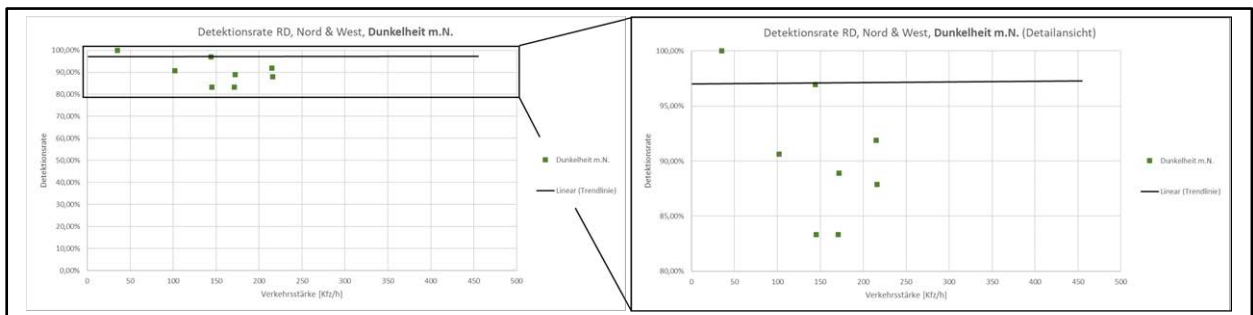 Detektionsrate RD, Nord & West, Dunkelheit m.N.
100,00%
90,00%
80,00%
70,00%
60,00%
50,00%
40,00%
30,00%
20,00%
10,00%
0,00%
Detektionsrate
0 50 100 150 200 250 300 350 400 450 500
Verkehrsstärke [Kfz/h]
Dunkelheit m.N.
Linear (Trendlinie)
Detektionsrate RD, Nord & West, Dunkelheit m.N. (Detailansicht)
100,00%
95,00%
90,00%
85,00%
80,00%
Detektionsrate
0 50 100 150 200 250 300 350 400 450 500
Verkehrsstärke [Kfz/h]
Dunkelheit m.N.
Linear (Trendlinie)